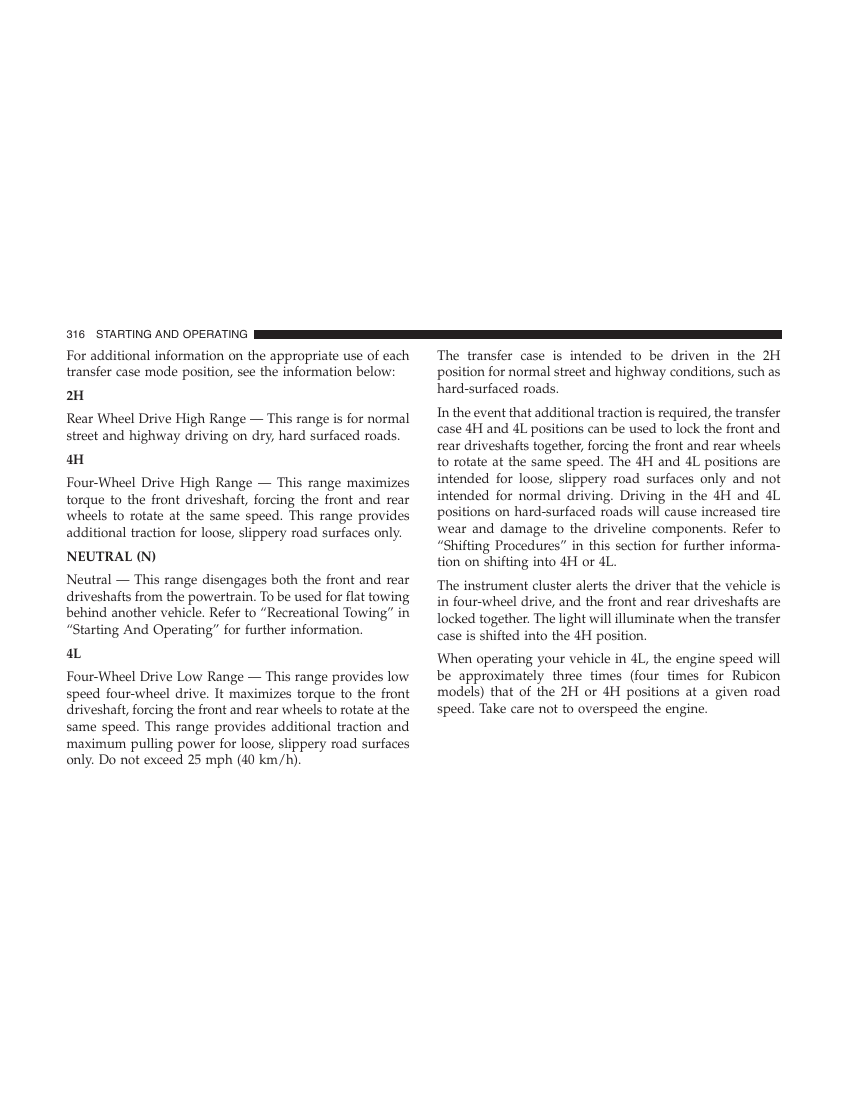 316 STARTING AND OPERATING
For additional information on the appropriate use of each
transfer case mode position, see the information below:
2H
Rear Wheel Drive High Range — This range is for normal
street and highway driving on dry, hard surfaced roads.
4H
Four-Wheel Drive High Range — This range maximizes
torque to the front driveshaft, forcing the front and rear
wheels to rotate at the same speed. This range provides
additional traction for loose, slippery road surfaces only.
NEUTRAL (N)
Neutral — This range disengages both the front and rear
driveshafts from the powertrain. To be used for flat towing
behind another vehicle. Refer to “Recreational Towing” in
“Starting And Operating” for further information.
4L
Four-Wheel Drive Low Range — This range provides low
speed four-wheel drive. It maximizes torque to the front
driveshaft, forcing the front and rear wheels to rotate at the
same speed. This range provides additional traction and
maximum pulling power for loose, slippery road surfaces
only. Do not exceed 25 mph (40 km/h).
The transfer case is intended to be driven in the 2H
position for normal street and highway conditions, such as
hard-surfaced roads.
In the event that additional traction is required, the transfer
case 4H and 4L positions can be used to lock the front and
rear driveshafts together, forcing the front and rear wheels
to rotate at the same speed. The 4H and 4L positions are
intended for loose, slippery road surfaces only and not
intended for normal driving. Driving in the 4H and 4L
positions on hard-surfaced roads will cause increased tire
wear and damage to the driveline components. Refer to
“Shifting Procedures” in this section for further informa-
tion on shifting into 4H or 4L.
The instrument cluster alerts the driver that the vehicle is
in four-wheel drive, and the front and rear driveshafts are
locked together. The light will illuminate when the transfer
case is shifted into the 4H position.
When operating your vehicle in 4L, the engine speed will
be approximately three times (four times for Rubicon
models) that of the 2H or 4H positions at a given road
speed. Take care not to overspeed the engine.